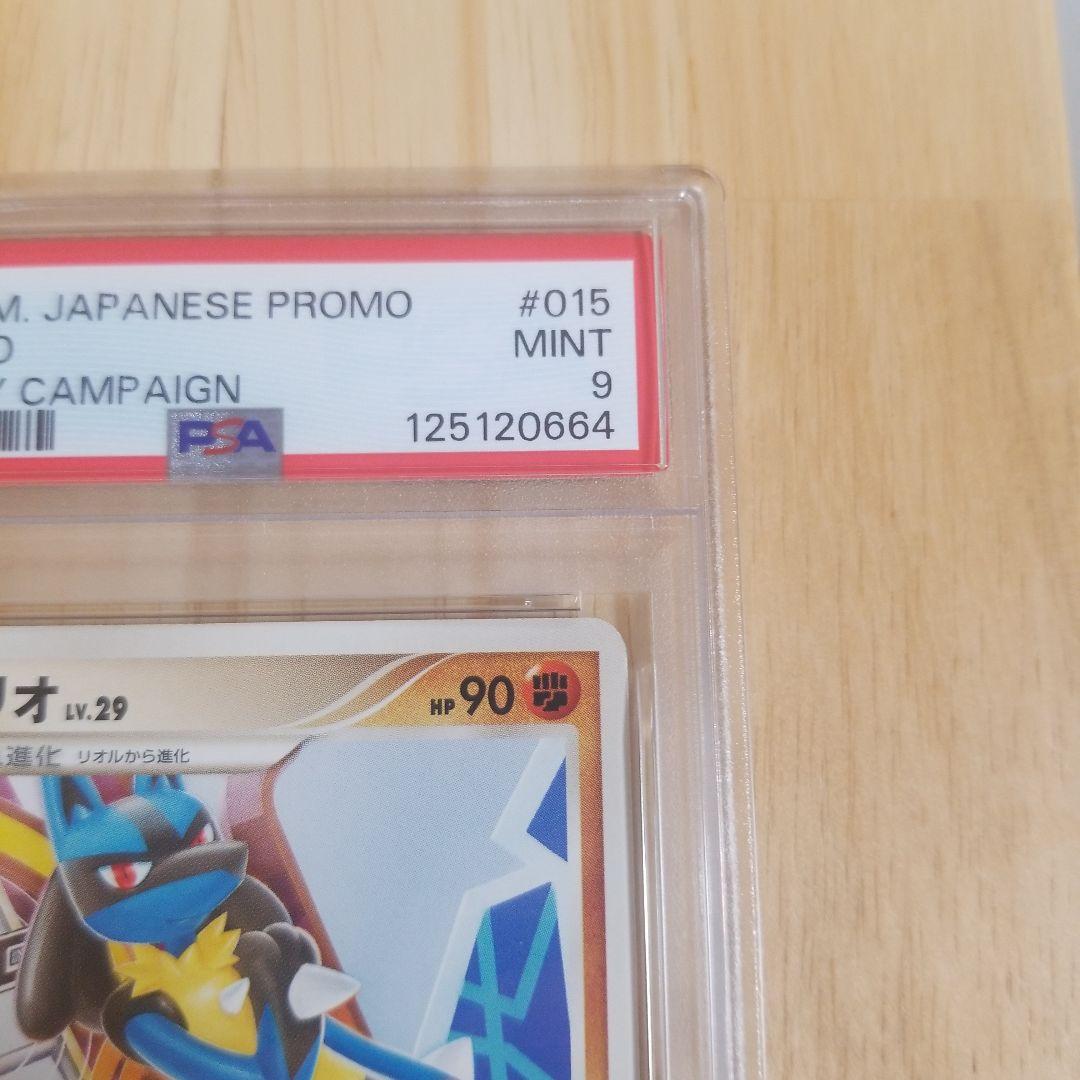 M. JAPANESE PROMO #015
O MINT
Y CAMPAIGN 9
PSA 125120664
リオ LV.29 HP 90
進化 リオルから進化